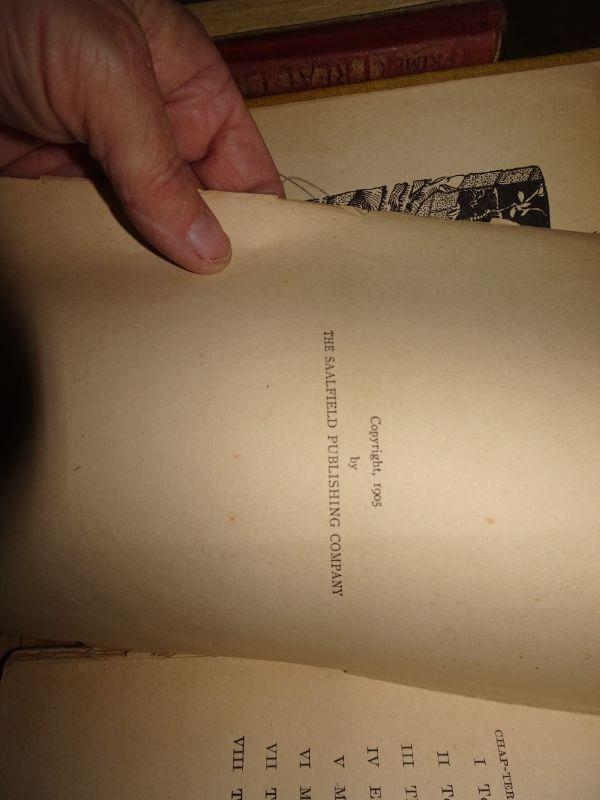 Copyright, 1905
by
THE SAALFIELD PUBLISHING COMPANY
CHAP-TER
I T
II T
III T
IV E
V M
VI M
VII T
VIII T